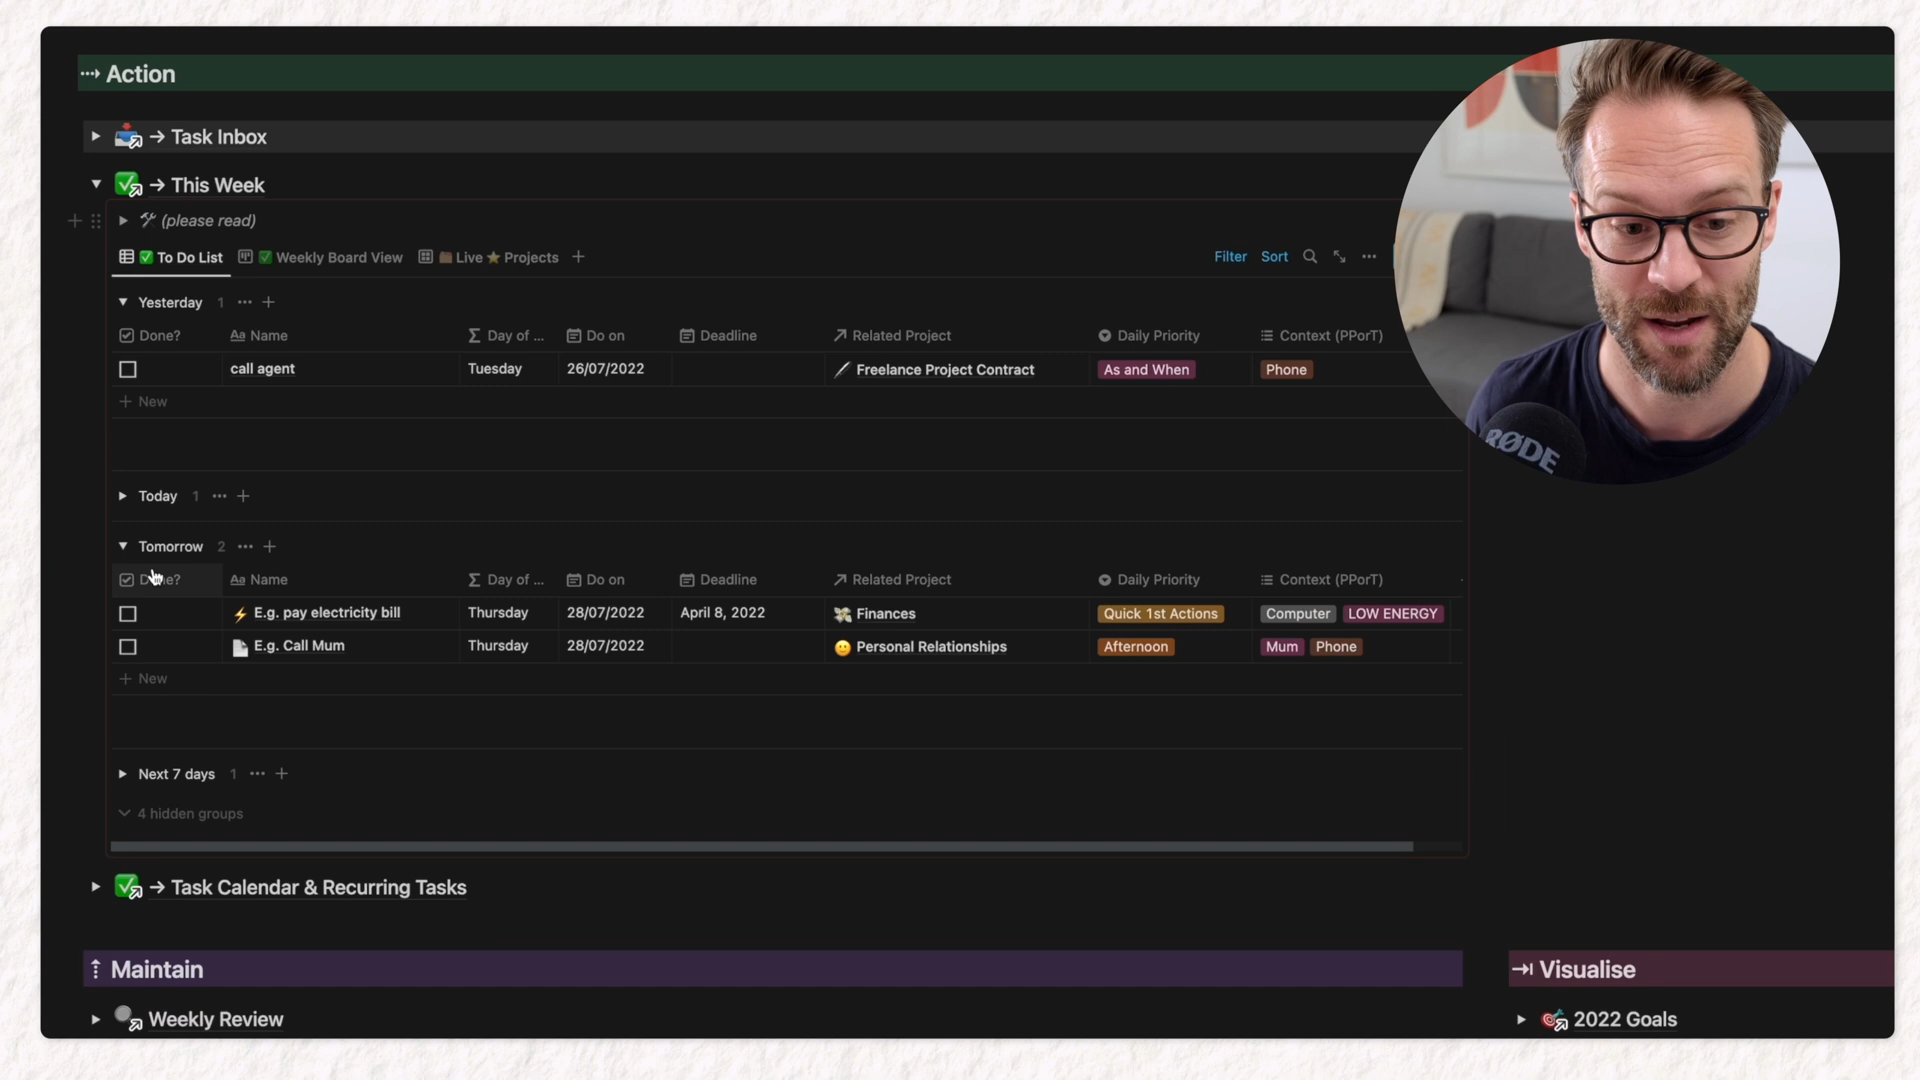 Action
→ Task Inbox
→ This Week
(please read)
To Do List Weekly Board View Live Projects
Filter Sort
Yesterday 1
Done? Name Day of ... Do on Deadline Related Project Daily Priority Context (PPorT)
call agent Tuesday 26/07/2022 Freelance Project Contract As and When Phone
+ New
Today 1
Tomorrow 2
Name Day of ... Do on Deadline Related Project Daily Priority Context (PPorT)
E.g. pay electricity bill Thursday 28/07/2022 April 8, 2022 Finances Quick 1st Actions Computer LOW ENERGY
E.g. Call Mum Thursday 28/07/2022 Personal Relationships Afternoon Mum Phone
+ New
Next 7 days 1
4 hidden groups
→ Task Calendar & Recurring Tasks
Maintain
Visualise
Weekly Review
2022 Goals
RØDE